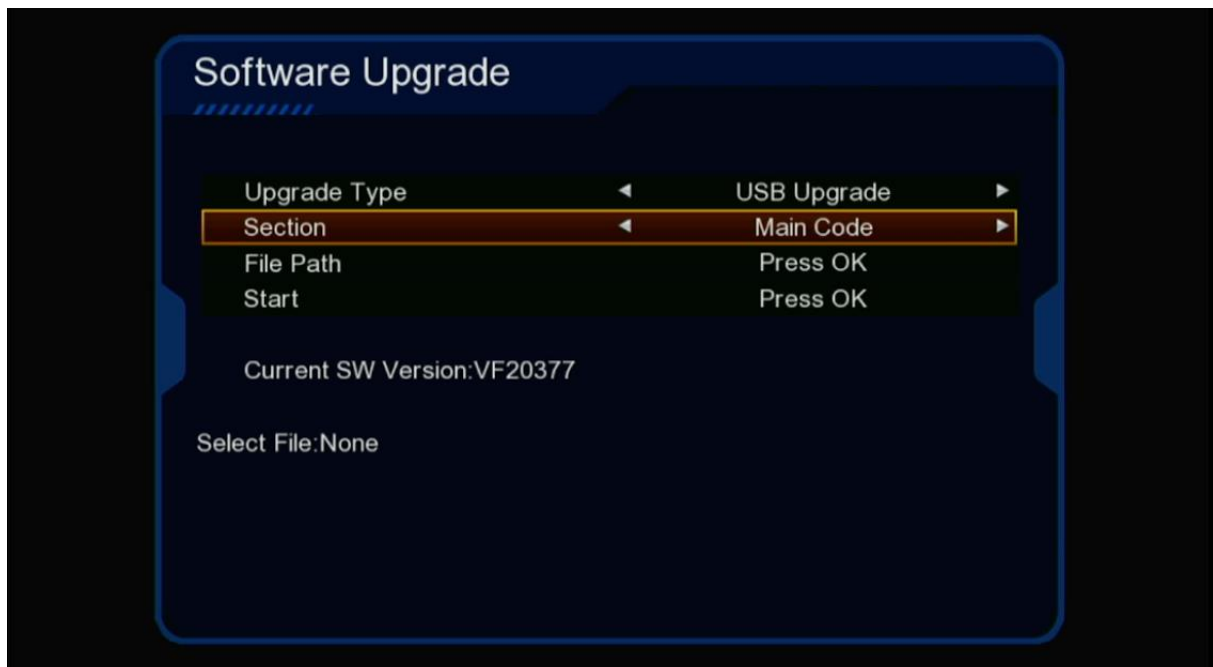 Software Upgrade
Upgrade Type ◄ USB Upgrade ►
Section ◄ Main Code ►
File Path Press OK
Start Press OK
Current SW Version:VF20377
Select File:None